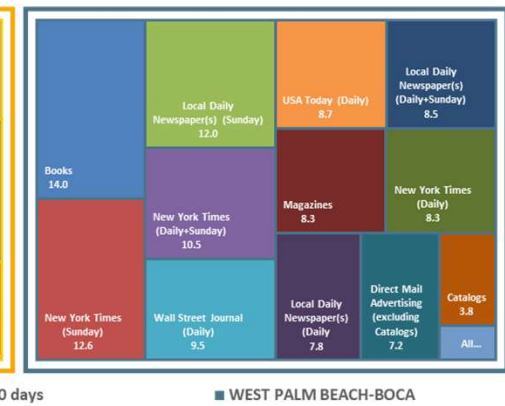 Books
14.0
New York Times
(Sunday)
12.6
Local Daily
Newspaper(s) (Sunday)
12.0
New York Times
(Daily+Sunday)
10.5
Wall Street Journal
(Daily)
9.5
USA Today (Daily)
8.7
Local Daily
Newspaper(s)
(Daily+Sunday)
8.5
Magazines
8.3
New York Times
(Daily)
8.3
Local Daily
Newspaper(s)
(Daily
7.8
Direct Mail
Advertising
(excluding
Catalogs)
7.2
Catalogs
3.8
All...
0 days
WEST PALM BEACH-BOCA